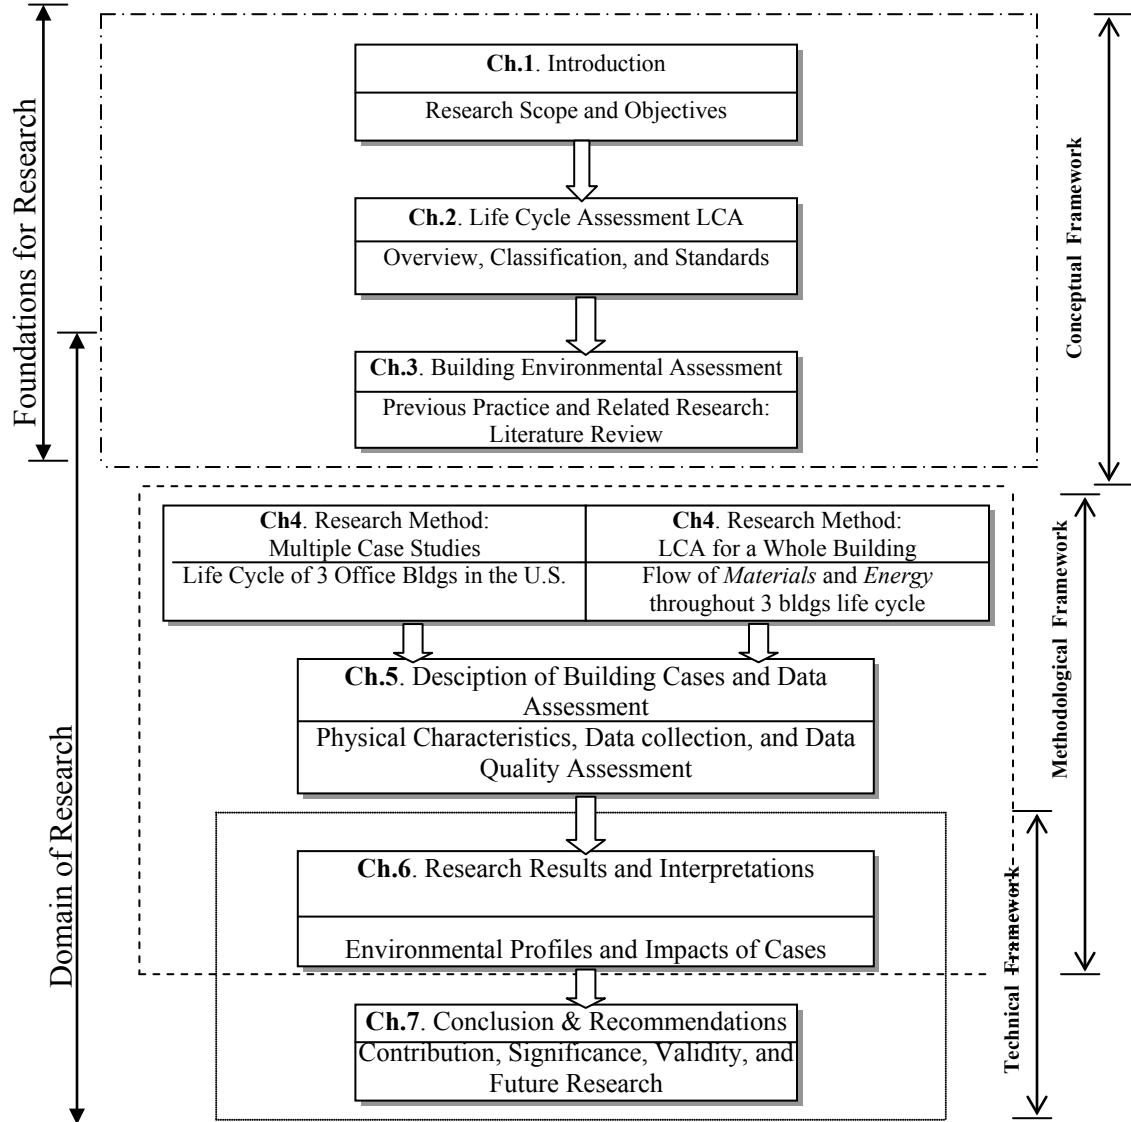 Foundations for Research
Domain of Research
Ch.1. Introduction
Research Scope and Objectives
Ch.2. Life Cycle Assessment LCA
Overview, Classification, and Standards
Ch.3. Building Environmental Assessment
Previous Practice and Related Research:
Literature Review
Ch4. Research Method:
Multiple Case Studies
Life Cycle of 3 Office Bldgs in the U.S.
Ch4. Research Method:
LCA for a Whole Building
Flow of Materials and Energy
throughout 3 bldgs life cycle
Ch.5. Desciption of Building Cases and Data
Assessment
Physical Characteristics, Data collection, and Data
Quality Assessment
Ch.6. Research Results and Interpretations
Environmental Profiles and Impacts of Cases
Ch.7. Conclusion & Recommendations
Contribution, Significance, Validity, and
Future Research
Conceptual Framework
Methodological Framework
Technical Framework